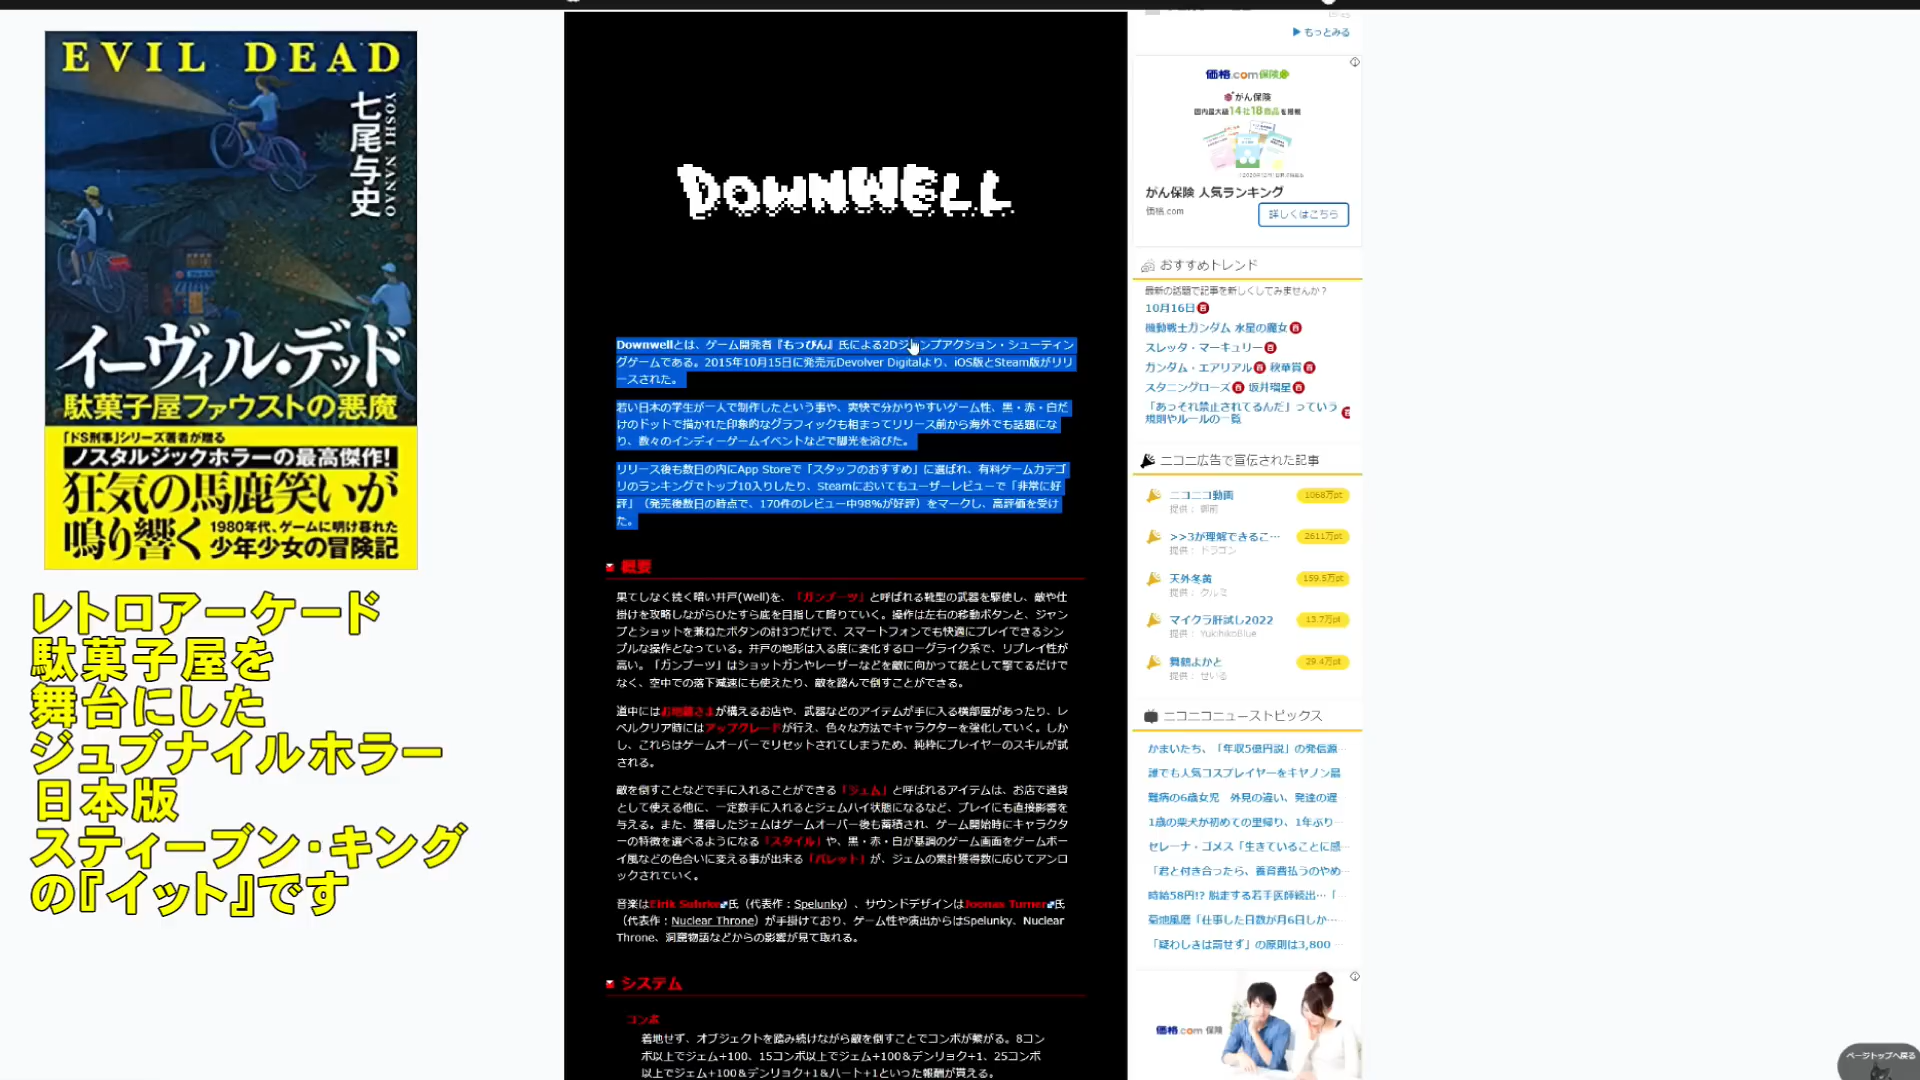 EVIL DEAD
七尾与史
YOSHI NANAO
イーヴィル・デッド
駄菓子屋ファウストの悪魔
「ドS刑事」シリーズ著者が贈る
ノスタルジックホラーの最高傑作!
狂気の馬鹿笑いが
鳴り響く
1980年代、ゲームに明け暮れた
少年少女の冒険記
レトロアーケード
駄菓子屋を
舞台にした
ジュブナイルホラー
日本版
スティーブン・キング
の『イット』です
DOWNWELL
Downwellとは、ゲーム開発者『もっぴん』氏による2Dジャンプアクション・シューティン
グゲームである。2015年10月15日に発売元Devolver Digitalより、iOS版とSteam版がリリ
ースされた。
若い日本の学生が一人で制作したという事や、爽快で分かりやすいゲーム性、黒・赤・白だ
けのドットで描かれた印象的なグラフィックも相まってリリース前から海外でも話題にな
り、数々のインディーゲームイベントなどで脚光を浴びた。
リリース後も数日の内にApp Storeで「スタッフのおすすめ」に選ばれ、有料ゲームカテゴ
リのランキングでトップ10入りしたり、Steamにおいてもユーザーレビューで「非常に好
評」（発売後数日の時点で、170件のレビュー中98%が好評）をマークし、高評価を受け
た。
概要
果てしなく続く暗い井戸(Well)を、「ガンブーツ」と呼ばれる靴型の武器を駆使し、敵や仕
掛けを攻略しながらひたすら底を目指して降りていく。操作は左右の移動ボタンと、ジャン
プとショットを兼ねたボタンの計3つだけで、スマートフォンでも快適にプレイできるシン
プルな操作となっている。井戸の地形は入る度に変化するローグライク系で、リプレイ性が
高い。「ガンブーツ」はショットガンやレーザーなどを敵に向かって銃として撃てるだけで
なく、空中での落下減速にも使えたり、敵を踏んで倒すことができる。
道中にはお地蔵さまが構えるお店や、武器などのアイテムが手に入る横部屋があったり、レ
ベルクリア時にはアップグレードが行え、色々な方法でキャラクターを強化していく。しか
し、これらはゲームオーバーでリセットされてしまうため、純粋にプレイヤーのスキルが試
される。
敵を倒すことなどで手に入れることができる「ジェム」と呼ばれるアイテムは、お店で通貨
として使える他に、一定数手に入れるとジェムハイ状態になるなど、プレイにも直接影響を
与える。また、獲得したジェムはゲームオーバー後も蓄積され、ゲーム開始時にキャラクタ
ーの特徴を選べるようになる「スタイル」や、黒・赤・白が基調のゲーム画面をゲームボー
イ風などの色合いに変える事が出来る「パレット」が、ジェムの累計獲得数に応じてアンロ
ックされていく。
音楽はEirik Suhrke氏（代表作：Spelunky）、サウンドデザインはJoonas Turner氏
（代表作：Nuclear Throne）が手掛けており、ゲーム性や演出からはSpelunky、Nuclear
Throne、洞窟物語などからの影響が見て取れる。
システム
コンボ
着地せず、オブジェクトを踏み続けながら敵を倒すことでコンボが繋がる。8コン
ボ以上でジェム+100、15コンボ以上でジェム+100&デンリョク+1、25コンボ
以上でジェム+100&デンリョク+1&ハート+1といった報酬が貰える。
もっとみる
価格.com保険
がん保険
国内最大級14社18商品を掲載
がん保険 人気ランキング
価格.com
詳しくはこちら
おすすめトレンド
最新の話題で記事を新しくしてみませんか？
10月16日
機動戦士ガンダム 水星の魔女
スレッタ・マーキュリー
ガンダム・エアリアル 秋華賞
スタニングローズ 坂井瑠星
「あっそれ禁止されてるんだ」っていう
規則やルールの一覧
ニコニ広告で宣伝された記事
ニコニコ動画
1068万pt
提供： 御前
>>3が理解できるこ…
2611万pt
提供： ドラゴン
天外冬黄
159.5万pt
提供： クルミ
マイクラ肝試し2022
13.7万pt
提供： YukihikoBlue
舞鶴よかと
29.4万pt
提供： せいる
ニコニコニューストピックス
かまいたち、「年収5億円説」の発信源…
誰でも人気コスプレイヤーをキヤノン最
難病の6歳女児　外見の違い、発達の遅
1歳の柴犬が初めての里帰り、1年ぶり…
セレーナ・ゴメス「生きていることに感…
「君と付き合ったら、養育費払うのやめ…
時給58円!? 脱走する若手医師続出…「…
菊池風磨「仕事した日数が月6日しか…
「疑わしきは罰せず」の原則は3,800…
価格.com 保険
ページトップへ戻る